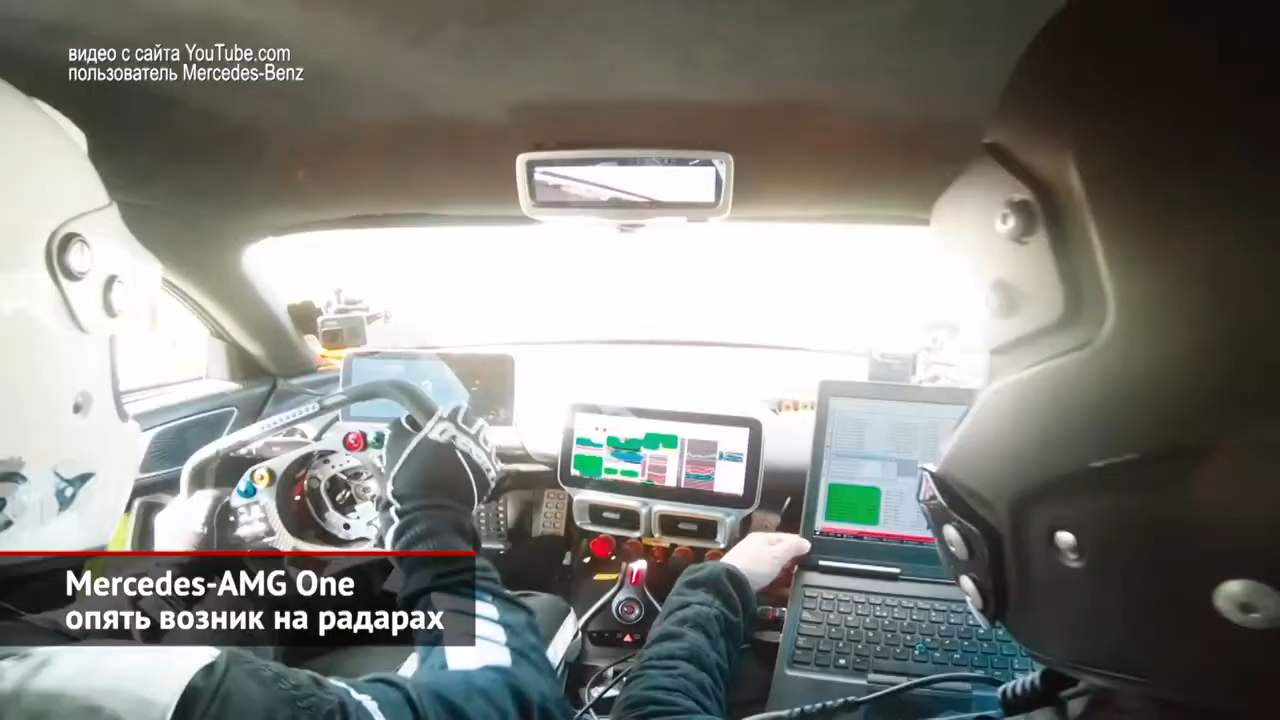 видео с сайта YouTube.com
пользователь Mercedes-Benz
Mercedes-AMG One
опять возник на радарах